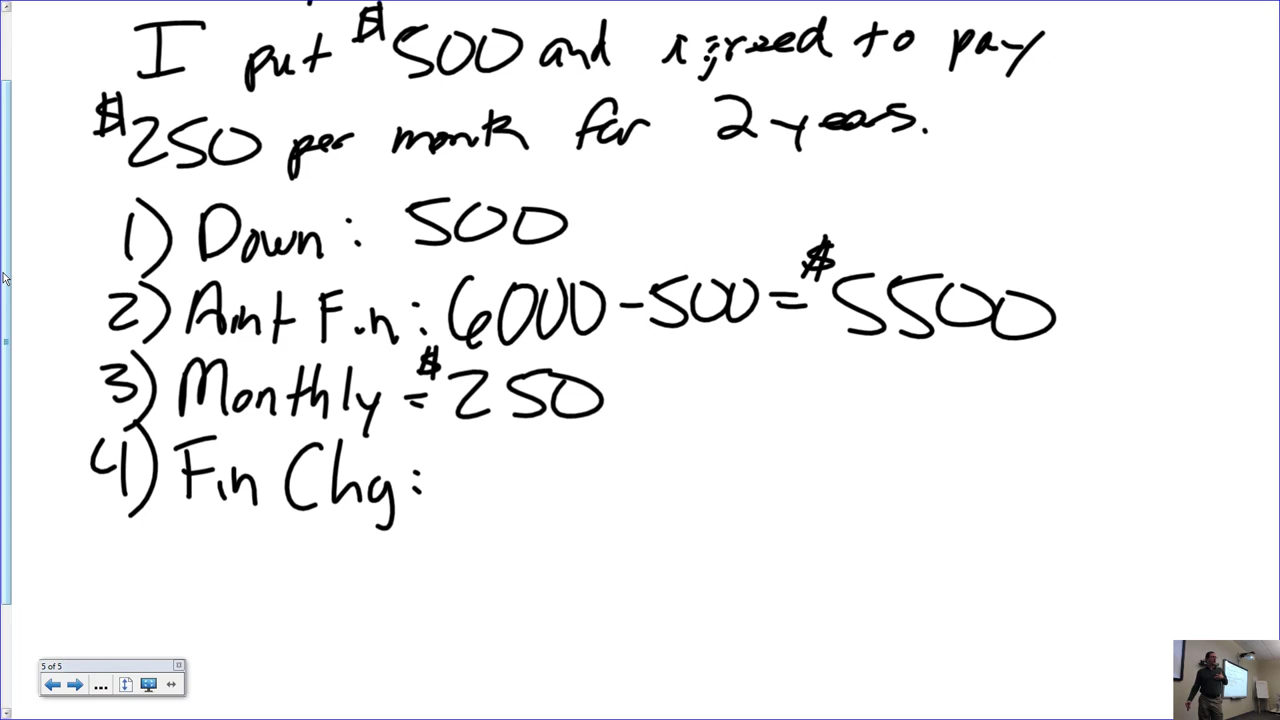 I put $500 and agreed to pay
$250 per month for 2 years.
1) Down: 500
2) Amt Fin: 6000 - 500 = $5500
3) Monthly = $250
4) Fin Chg:
5 of 5
...